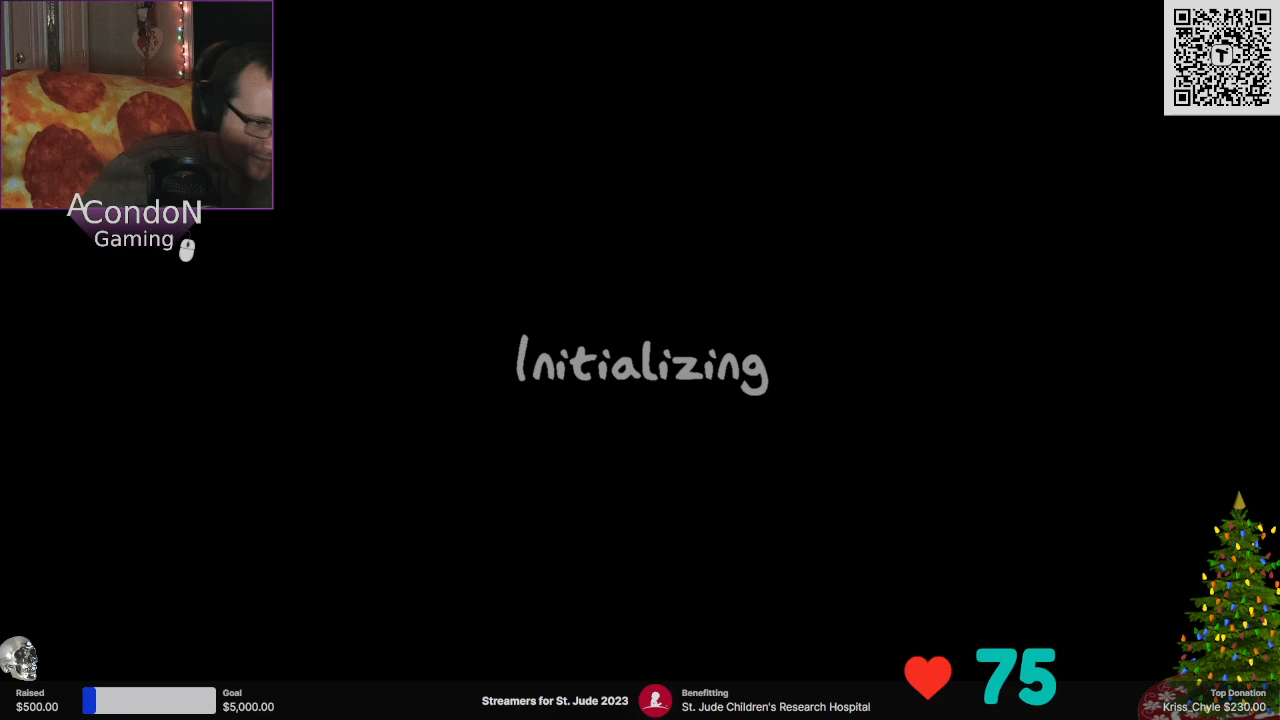 ACondoN
Gaming
Initializing
75
Raised
$500.00
Goal
$5,000.00
Streamers for St. Jude 2023
Benefitting
St. Jude Children's Research Hospital
Top Donation
Kriss_Chyle $230.00